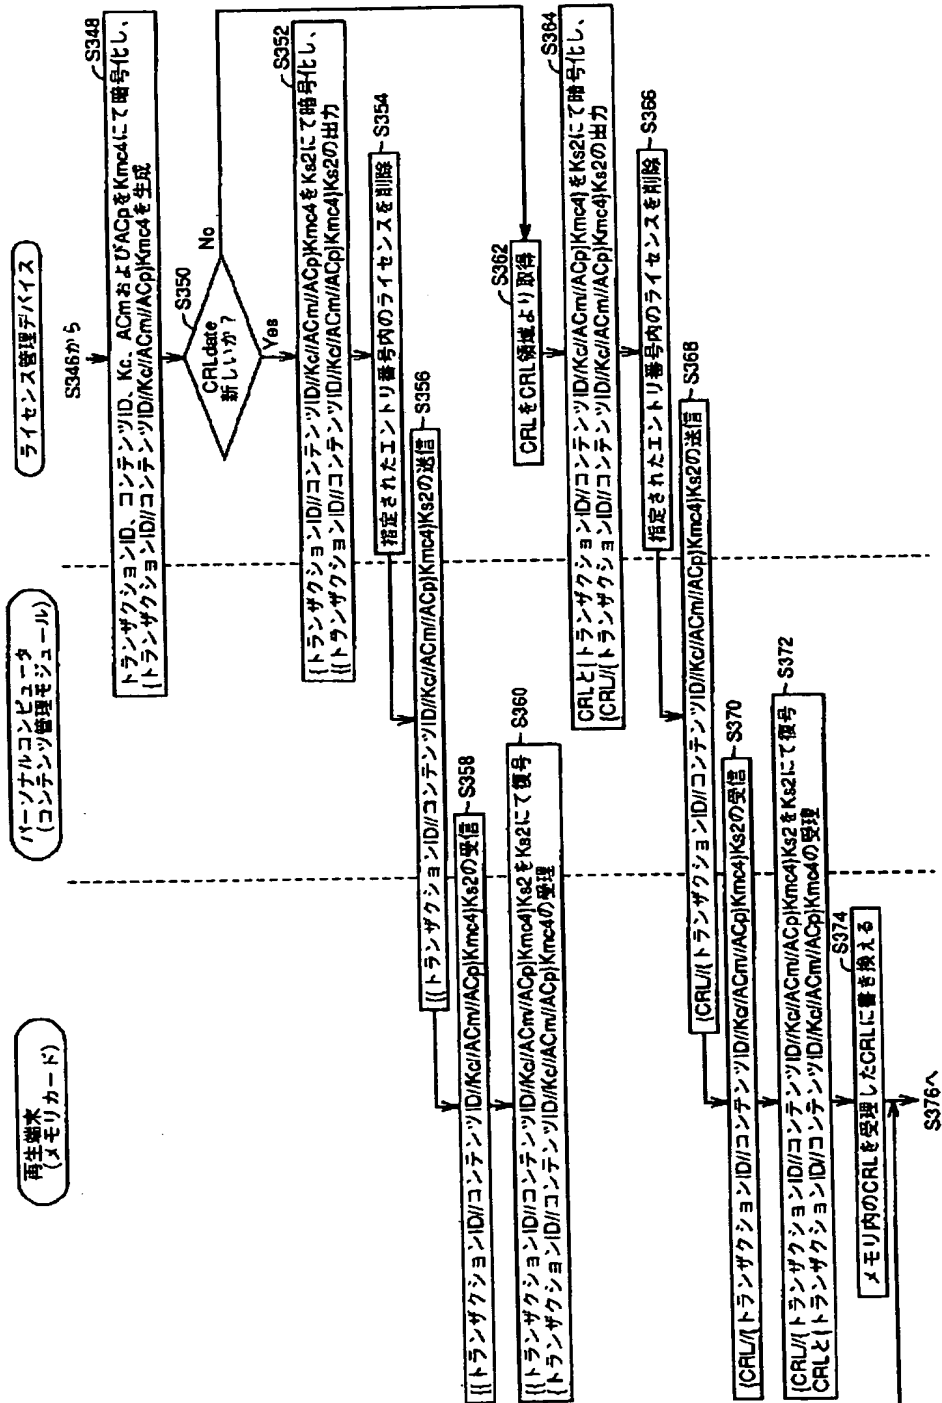 再生端末
(メモリカード)
パーソナルコンピュータ
(コンテンツ管理モジュール)
ライセンス管理デバイス
S346から
S348
トランザクションID、コンテンツID、Kc、ACmおよびACpをKmc4にて暗号化し、
{トランザクションID//コンテンツID//Kc//ACm//ACp}Kmc4を生成
S350
CRLdate
新しいか?
No
Yes
S352
{トランザクションID//コンテンツID//Kc//ACm//ACp}Kmc4をKs2にて暗号化し、
{{トランザクションID//コンテンツID//Kc//ACm//ACp}Kmc4}Ks2の出力
S354
指定されたエントリ番号内のライセンスを削除
S356
{{トランザクションID//コンテンツID//Kc//ACm//ACp}Kmc4}Ks2の送信
S358
{{トランザクションID//コンテンツID//Kc//ACm//ACp}Kmc4}Ks2の受信
S360
{{トランザクションID//コンテンツID//Kc//ACm//ACp}Kmc4}Ks2をKs2にて復号
{トランザクションID//コンテンツID//Kc//ACm//ACp}Kmc4の受理
S362
CRLをCRL領域より取得
S364
CRLと{トランザクションID//コンテンツID//Kc//ACm//ACp}Kmc4}をKs2にて暗号化し、
{CRL//{トランザクションID//コンテンツID//Kc//ACm//ACp}Kmc4}Ks2の出力
S366
指定されたエントリ番号内のライセンスを削除
S368
{CRL//{トランザクションID//コンテンツID//Kc//ACm//ACp}Kmc4}Ks2の送信
S370
{CRL//{トランザクションID//コンテンツID//Kc//ACm//ACp}Kmc4}Ks2の受信
S372
{CRL//{トランザクションID//コンテンツID//Kc//ACm//ACp}Kmc4}Ks2をKs2にて復号
CRLと{トランザクションID//コンテンツID//Kc//ACm//ACp}Kmc4の受理
S374
メモリ内のCRLを受理したCRLに書き換える
S376へ